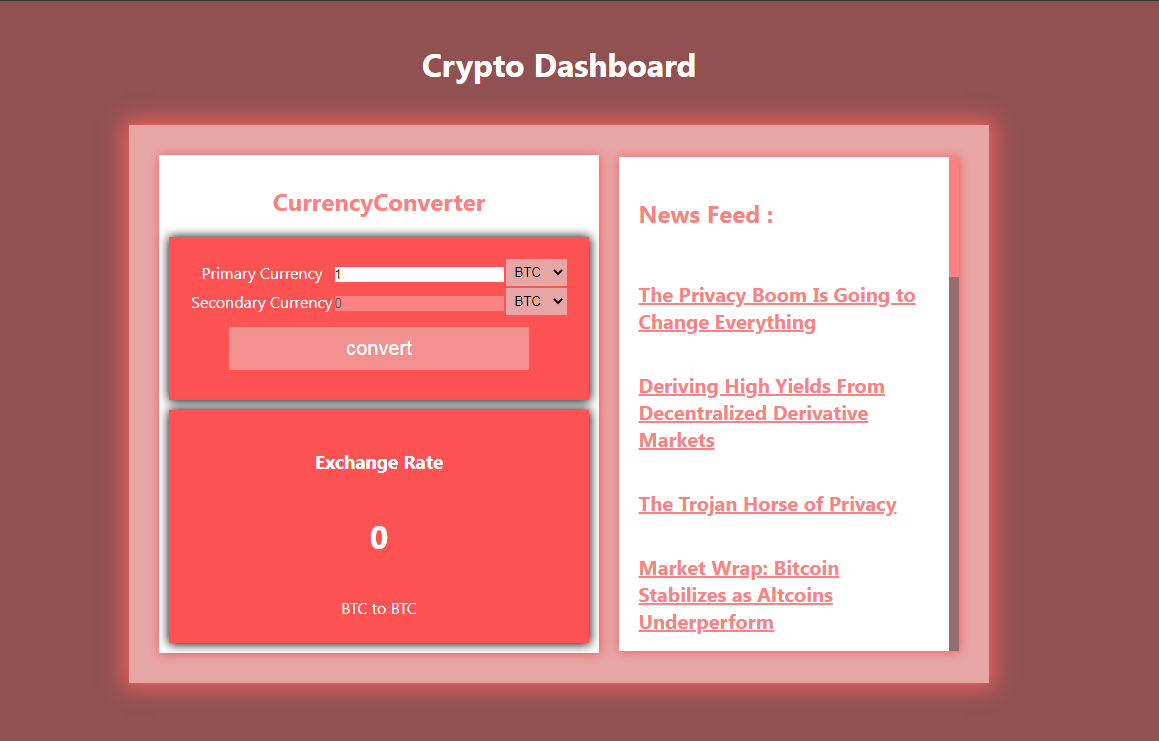 Crypto Dashboard
CurrencyConverter
Primary Currency 1 BTC
Secondary Currency 0 BTC
convert
Exchange Rate
0
BTC to BTC
News Feed :
The Privacy Boom Is Going to
Change Everything
Deriving High Yields From
Decentralized Derivative
Markets
The Trojan Horse of Privacy
Market Wrap: Bitcoin
Stabilizes as Altcoins
Underperform